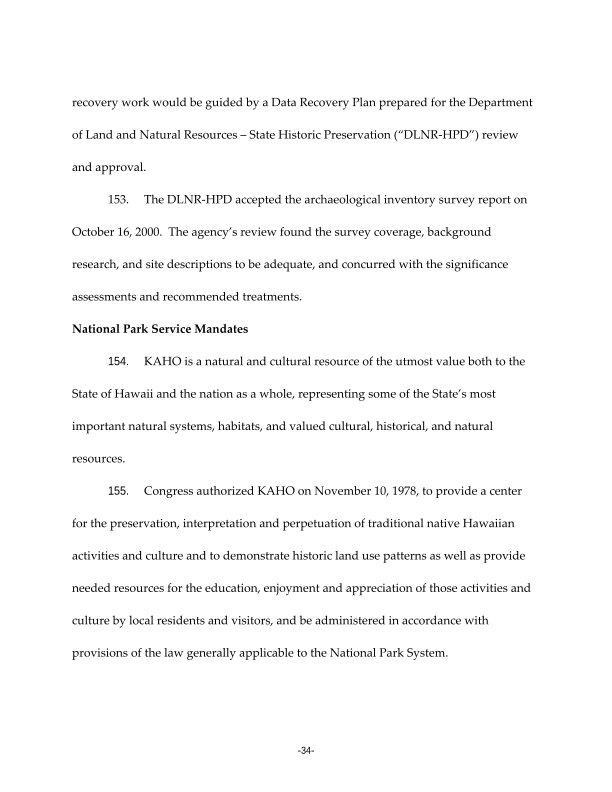 recovery work would be guided by a Data Recovery Plan prepared for the Department
of Land and Natural Resources – State Historic Preservation (“DLNR-HPD”) review
and approval.
153. The DLNR-HPD accepted the archaeological inventory survey report on
October 16, 2000. The agency’s review found the survey coverage, background
research, and site descriptions to be adequate, and concurred with the significance
assessments and recommended treatments.
National Park Service Mandates
154. KAHO is a natural and cultural resource of the utmost value both to the
State of Hawaii and the nation as a whole, representing some of the State’s most
important natural systems, habitats, and valued cultural, historical, and natural
resources.
155. Congress authorized KAHO on November 10, 1978, to provide a center
for the preservation, interpretation and perpetuation of traditional native Hawaiian
activities and culture and to demonstrate historic land use patterns as well as provide
needed resources for the education, enjoyment and appreciation of those activities and
culture by local residents and visitors, and be administered in accordance with
provisions of the law generally applicable to the National Park System.
-34-